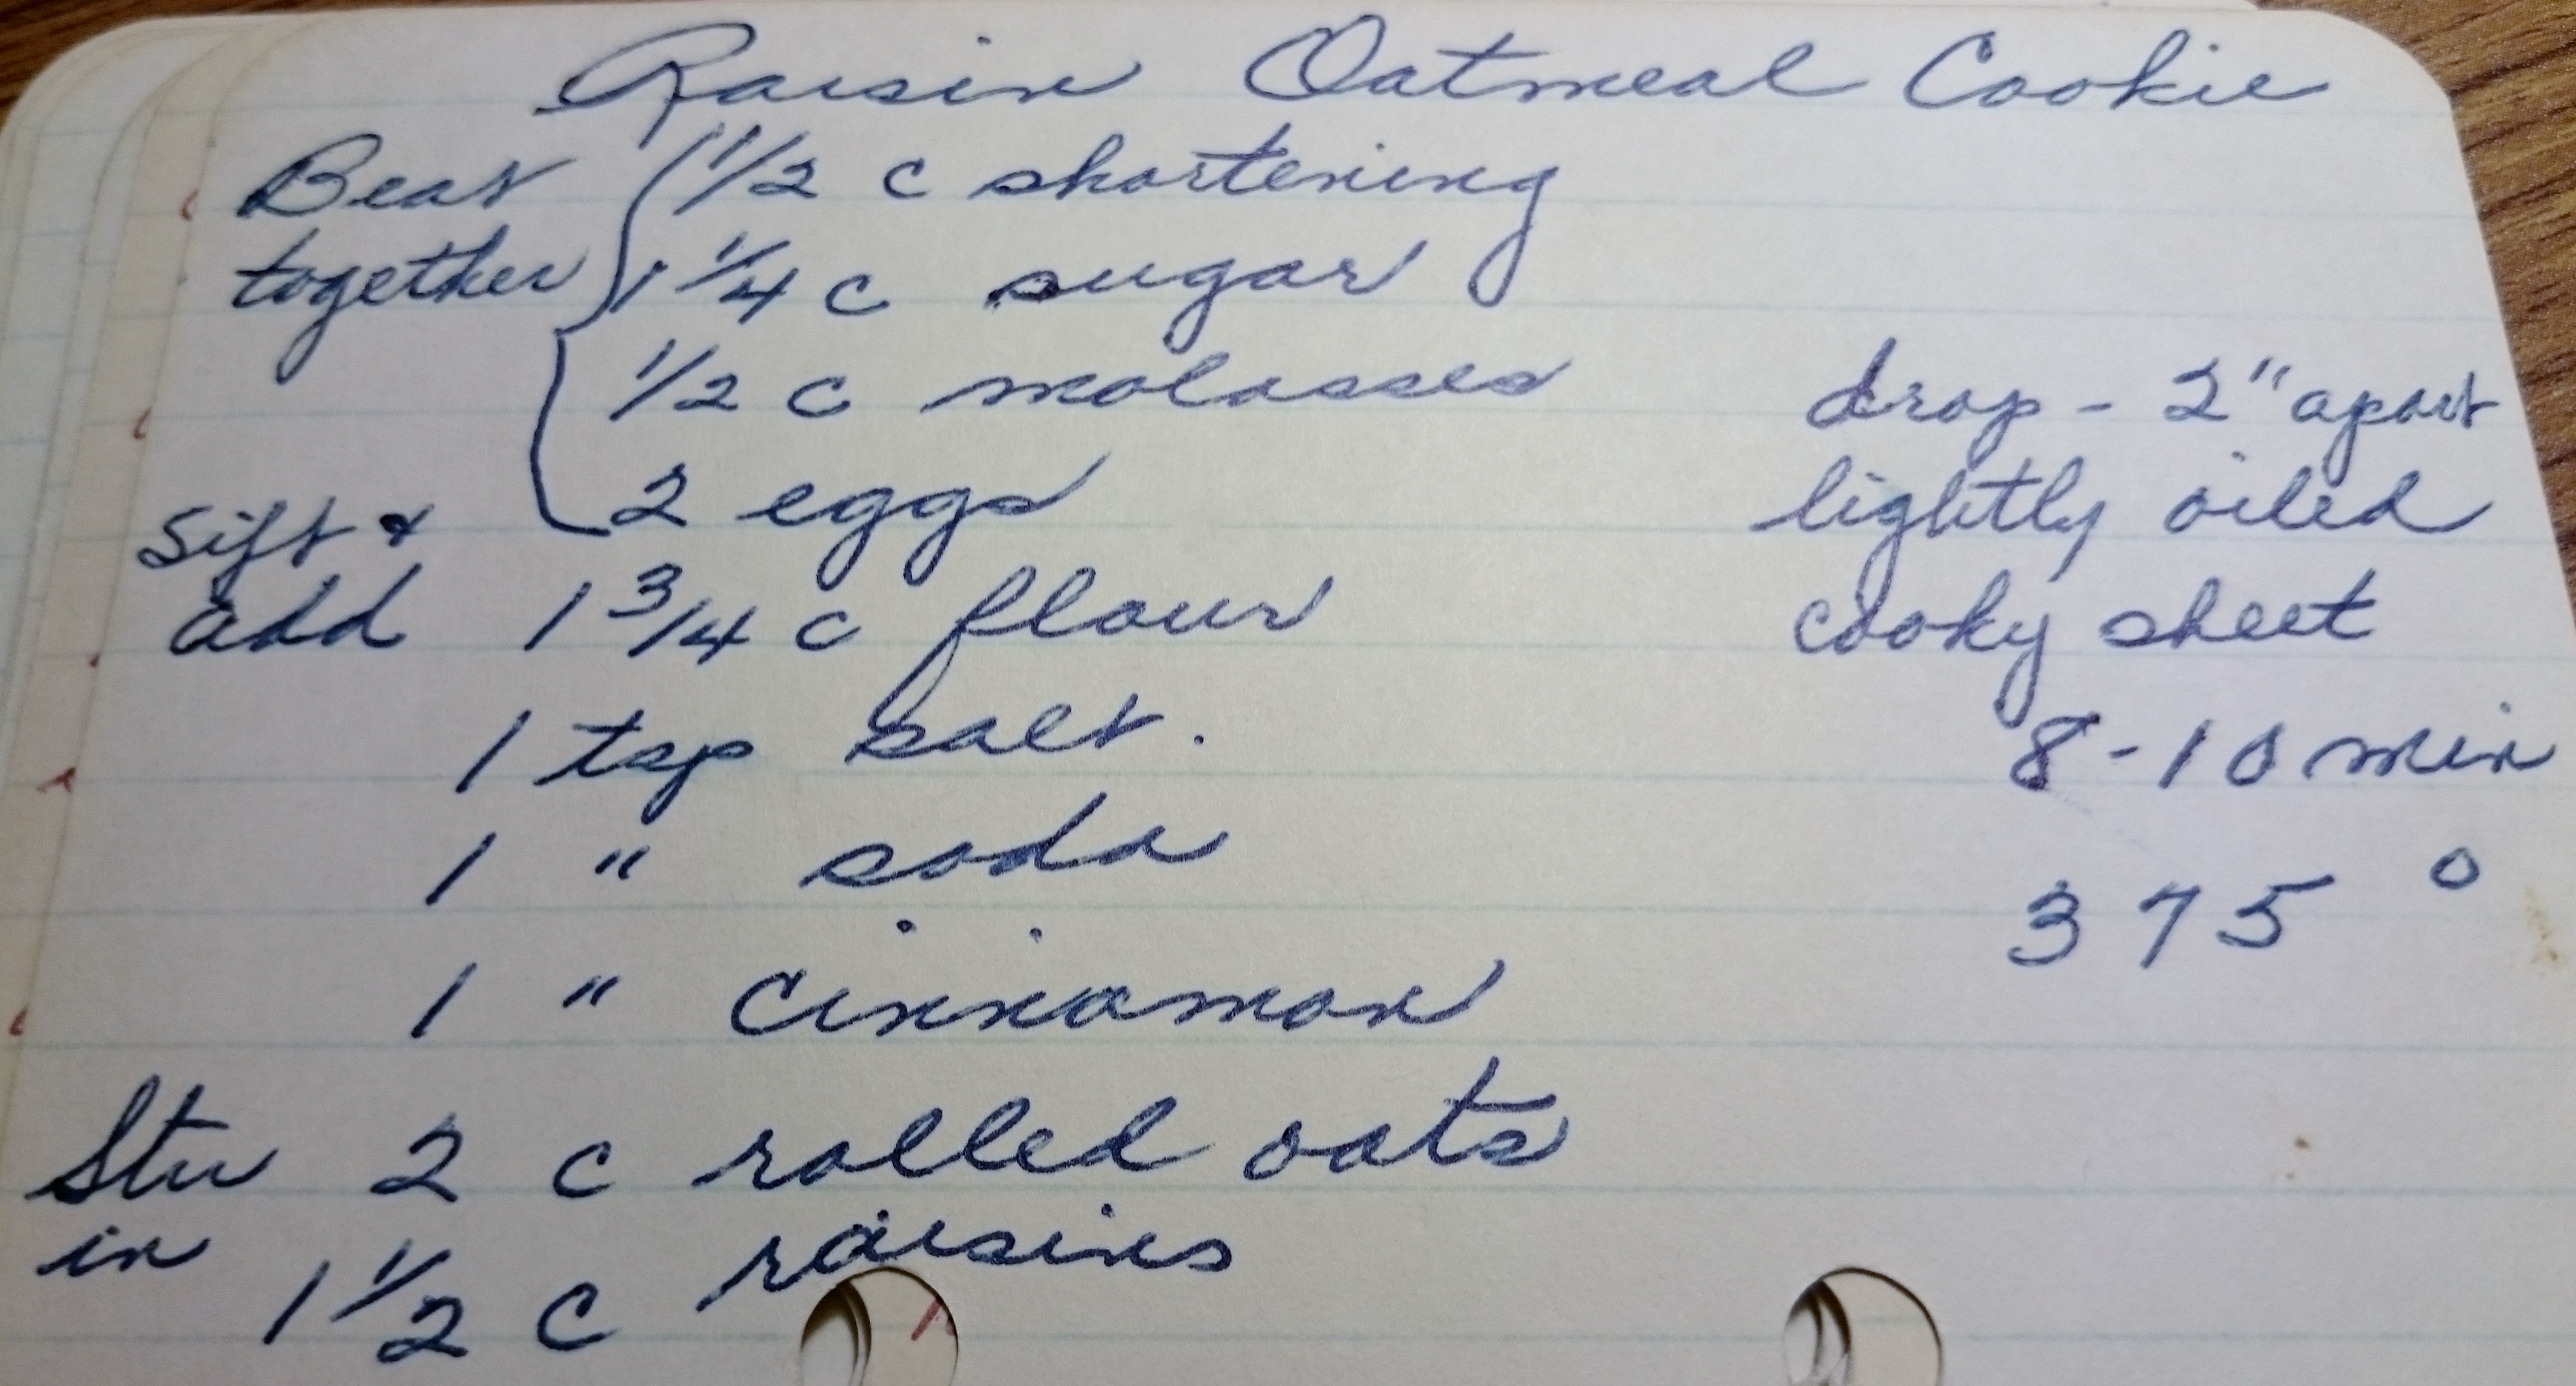 Raisin Oatmeal Cookie
Beat 1/2 c shortening
together 1 1/4 c sugar
1/2 c molasses
2 eggs
Sift &
add 1 3/4 c flour
1 tsp salt.
1 " soda
1 " cinnamon
Stir 2 c rolled oats
in 1 1/2 c raisins
drop - 2" apart
lightly oiled
cooky sheet
8-10 min
375°